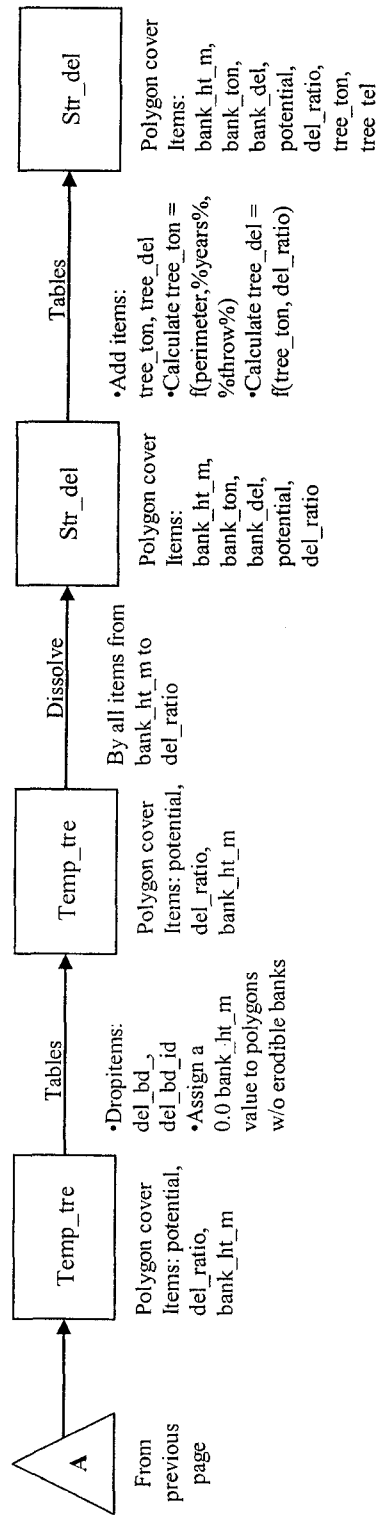 A
From
previous
page
Temp_tre
Polygon cover
Items: potential,
del_ratio,
bank_ht_m
Tables
•Dropitems:
del_bd_,
del_bd_id
•Assign a
0.0 bank_ht_m
value to polygons
w/o erodible banks
Temp_tre
Polygon cover
Items: potential,
del_ratio,
bank_ht_m
Dissolve
By all items from
bank_ht_m to
del_ratio
Str_del
Polygon cover
Items:
bank_ht_m,
bank_ton,
bank_del,
potential,
del_ratio
Tables
•Add items:
tree_ton, tree_del
•Calculate tree_ton =
f(perimeter,%years%,
%throw%)
•Calculate tree_del =
f(tree_ton, del_ratio)
Str_del
Polygon cover
Items:
bank_ht_m,
bank_ton,
bank_del,
potential,
del_ratio,
tree_ton,
tree_tel